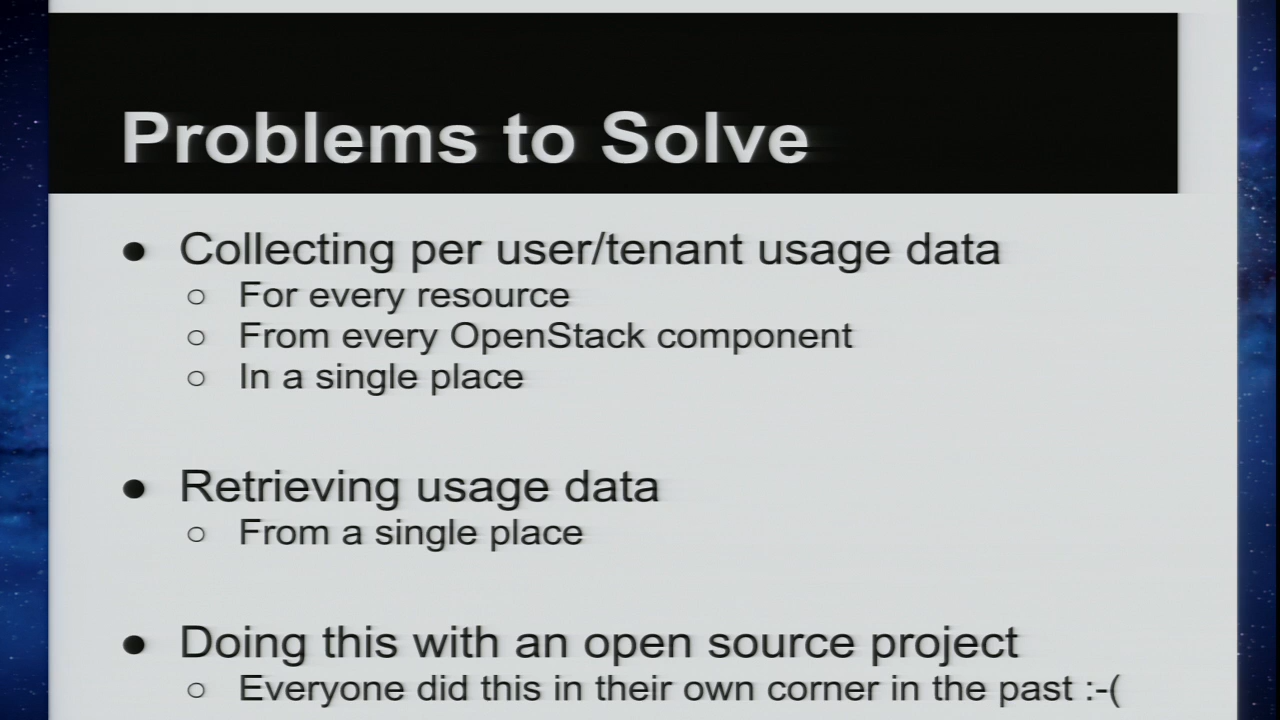 Problems to Solve
● Collecting per user/tenant usage data
○ For every resource
○ From every OpenStack component
○ In a single place
● Retrieving usage data
○ From a single place
● Doing this with an open source project
○ Everyone did this in their own corner in the past :-(